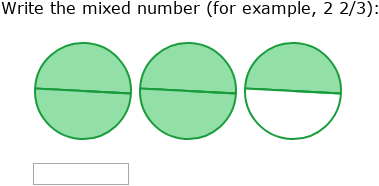 Write the mixed number (for example, 2 2/3):